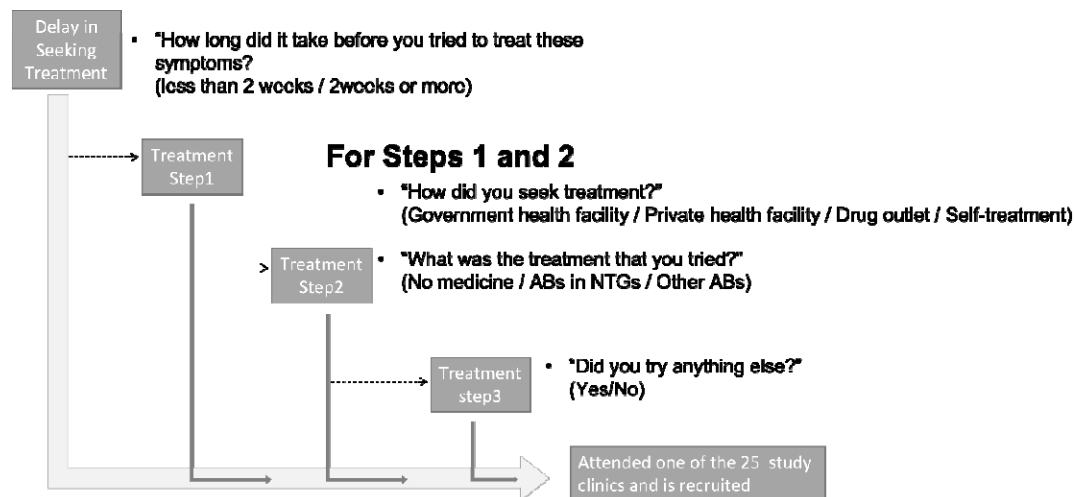 Delay in
Seeking
Treatment
• "How long did it take before you tried to treat these
symptoms?
(less than 2 weeks / 2weeks or more)
Treatment
Step1
For Steps 1 and 2
• "How did you seek treatment?"
(Government health facility / Private health facility / Drug outlet / Self-treatment)
Treatment
Step2
• "What was the treatment that you tried?"
(No medicine / ABs in NTGs / Other ABs)
Treatment
step3
• "Did you try anything else?"
(Yes/No)
Attended one of the 25 study
clinics and is recruited